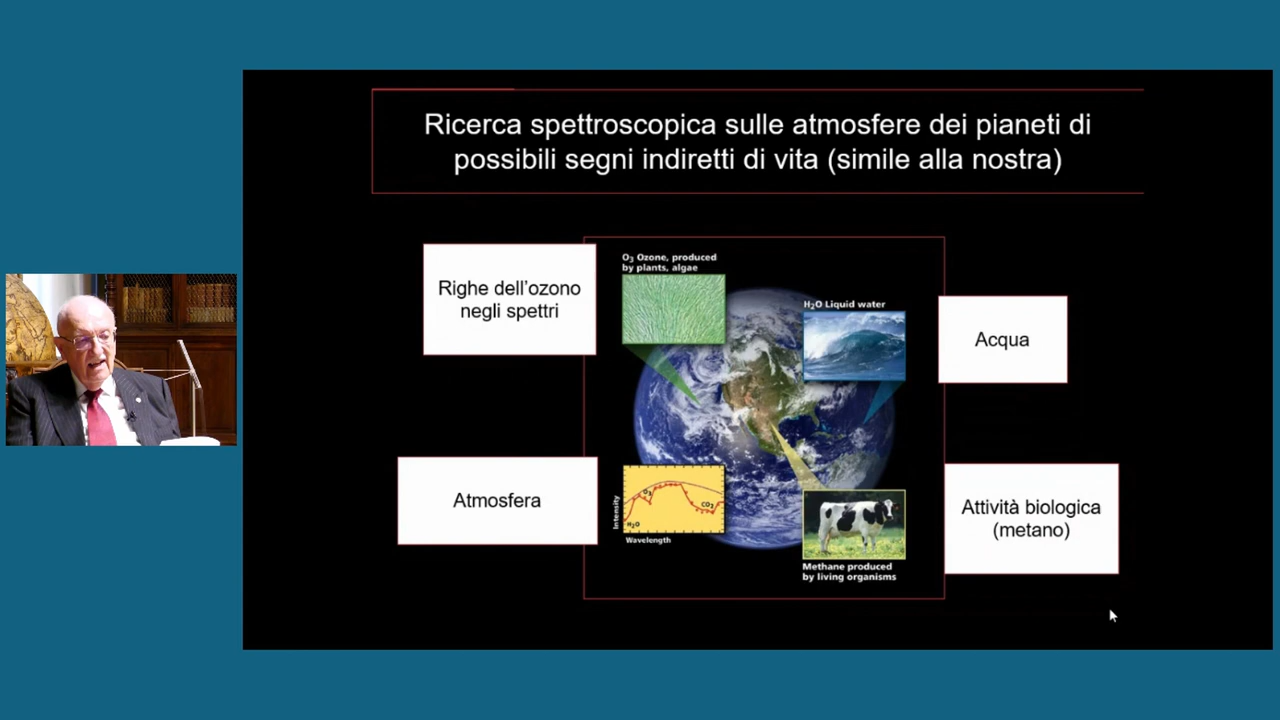 Ricerca spettroscopica sulle atmosfere dei pianeti di
possibili segni indiretti di vita (simile alla nostra)
Righe dell'ozono
negli spettri
O3 Ozone, produced
by plants, algae
H2O Liquid water
Acqua
Atmosfera
Intensity
O3
CO2
H2O
Wavelength
Methane produced
by living organisms
Attività biologica
(metano)